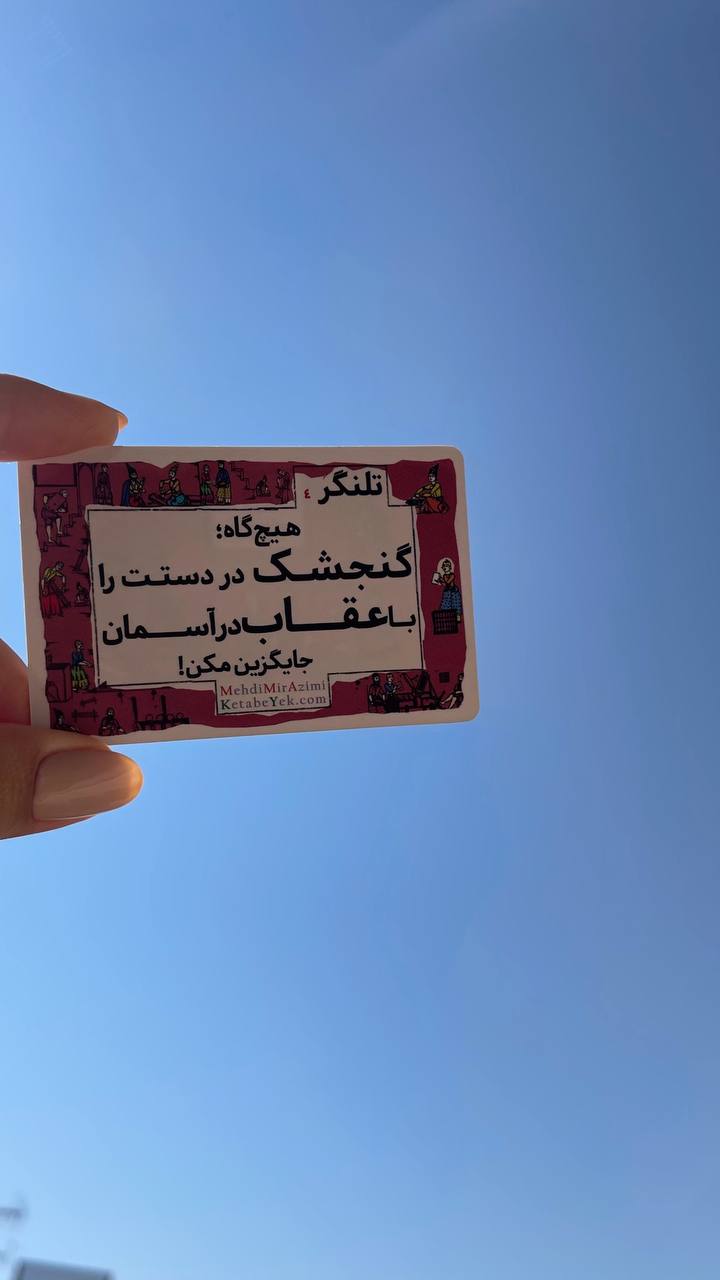 تلنگر ٤
هیچ‌گاه؛
گنجشک در دستت را
با عقاب در آسمان
جایگزین مکن!
MehdiMirAzimi
KetabeYek.com